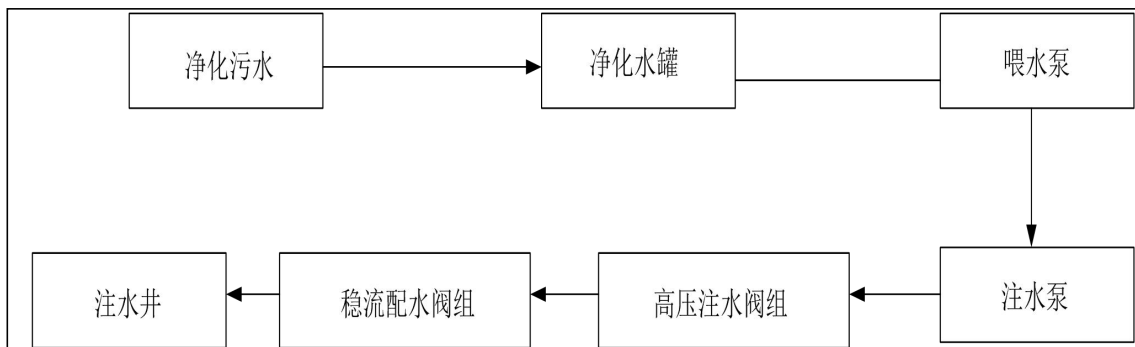 净化污水
净化水罐
喂水泵
注水泵
高压注水阀组
稳流配水阀组
注水井